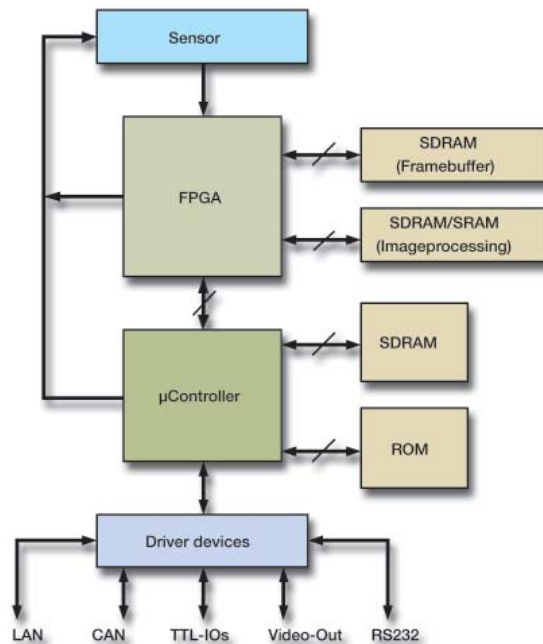 Sensor
FPGA
SDRAM
(Framebuffer)
SDRAM/SRAM
(Imageprocessing)
µController
SDRAM
ROM
Driver devices
LAN CAN TTL-IOs Video-Out RS232